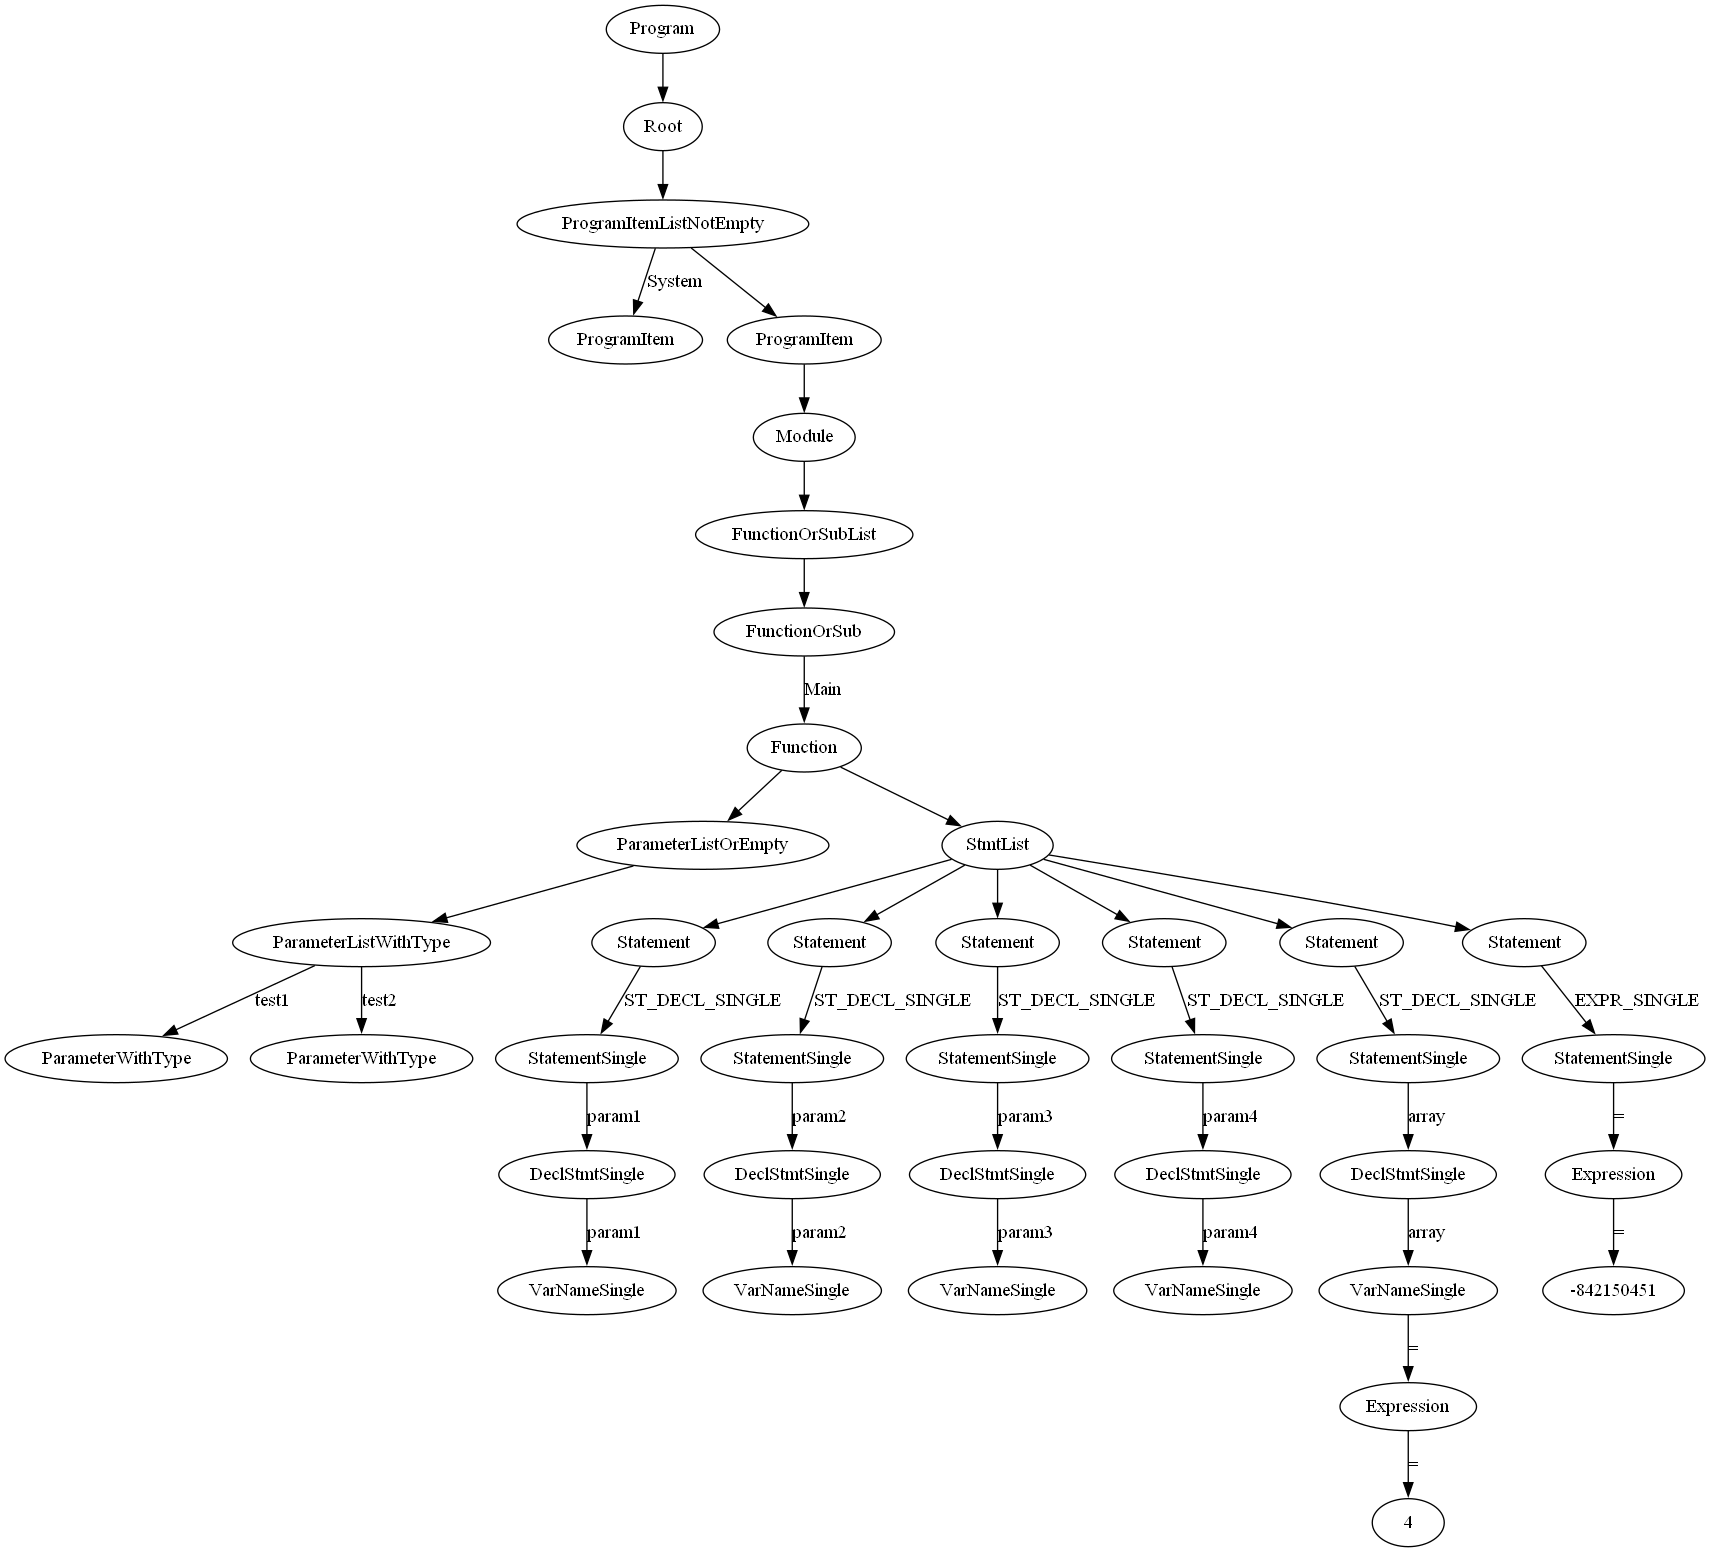 Program
Root
ProgramItemListNotEmpty
System
ProgramItem ProgramItem
Module
FunctionOrSubList
FunctionOrSub
Main
Function
ParameterListOrEmpty StmtList
ParameterListWithType Statement Statement Statement Statement Statement Statement
test1 test2 ST_DECL_SINGLE ST_DECL_SINGLE ST_DECL_SINGLE ST_DECL_SINGLE ST_DECL_SINGLE EXPR_SINGLE
ParameterWithType ParameterWithType StatementSingle StatementSingle StatementSingle StatementSingle StatementSingle StatementSingle
param1 param2 param3 param4 array =
DeclStmtSingle DeclStmtSingle DeclStmtSingle DeclStmtSingle DeclStmtSingle Expression
param1 param2 param3 param4 array =
VarNameSingle VarNameSingle VarNameSingle VarNameSingle VarNameSingle -842150451
=
Expression
=
4